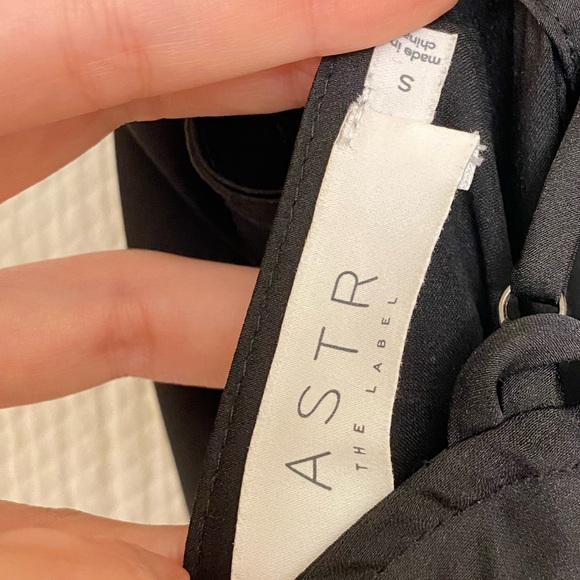 ASTR
THE LABEL
S
made in
china